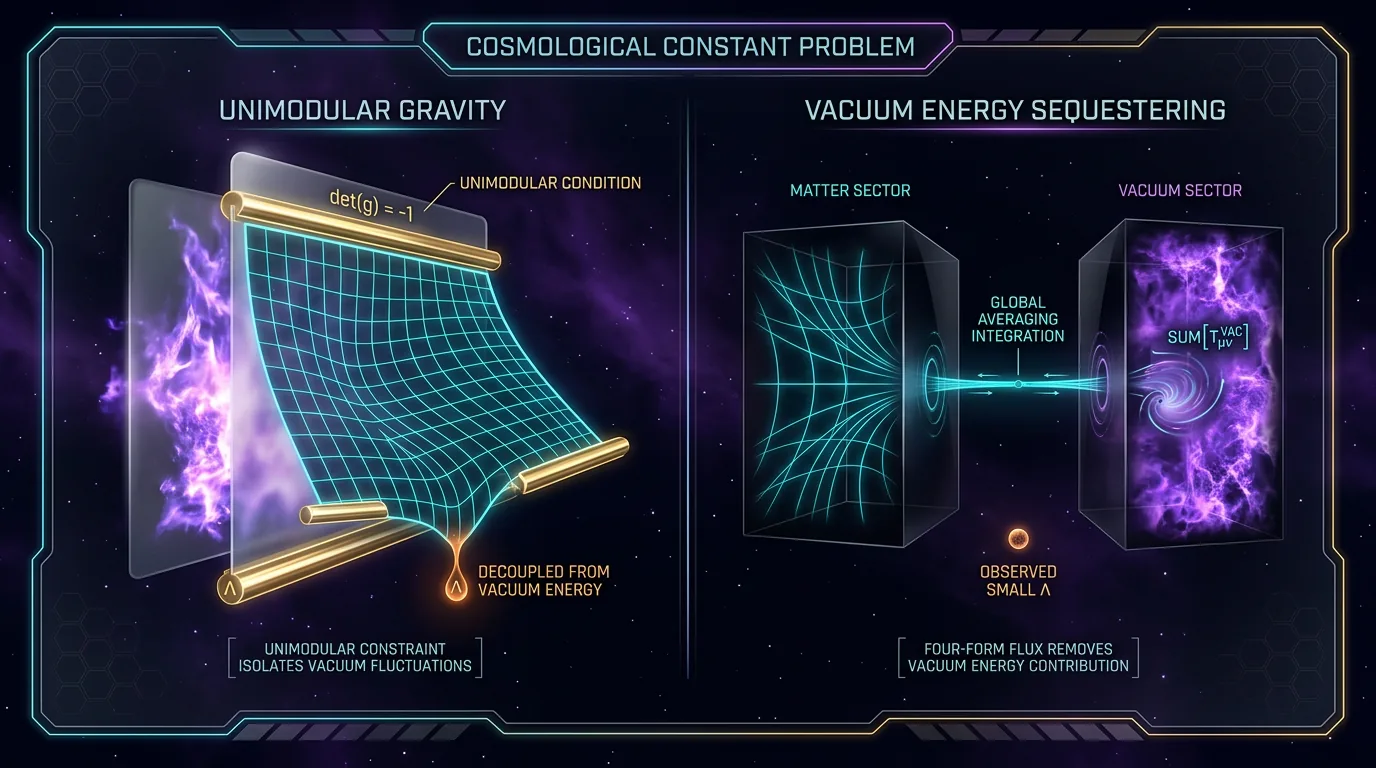 COSMOLOGICAL CONSTANT PROBLEM
UNIMODULAR GRAVITY
det(g) = -1
UNIMODULAR CONDITION
Λ
Λ
DECOUPLED FROM
VACUUM ENERGY
UNIMODULAR CONSTRAINT
ISOLATES VACUUM FLUCTUATIONS
VACUUM ENERGY SEQUESTERING
MATTER SECTOR
VACUUM SECTOR
GLOBAL
AVERAGING
INTEGRATION
SUM[T_μν^VAC]
OBSERVED
SMALL Λ
FOUR-FORM FLUX REMOVES
VACUUM ENERGY CONTRIBUTION